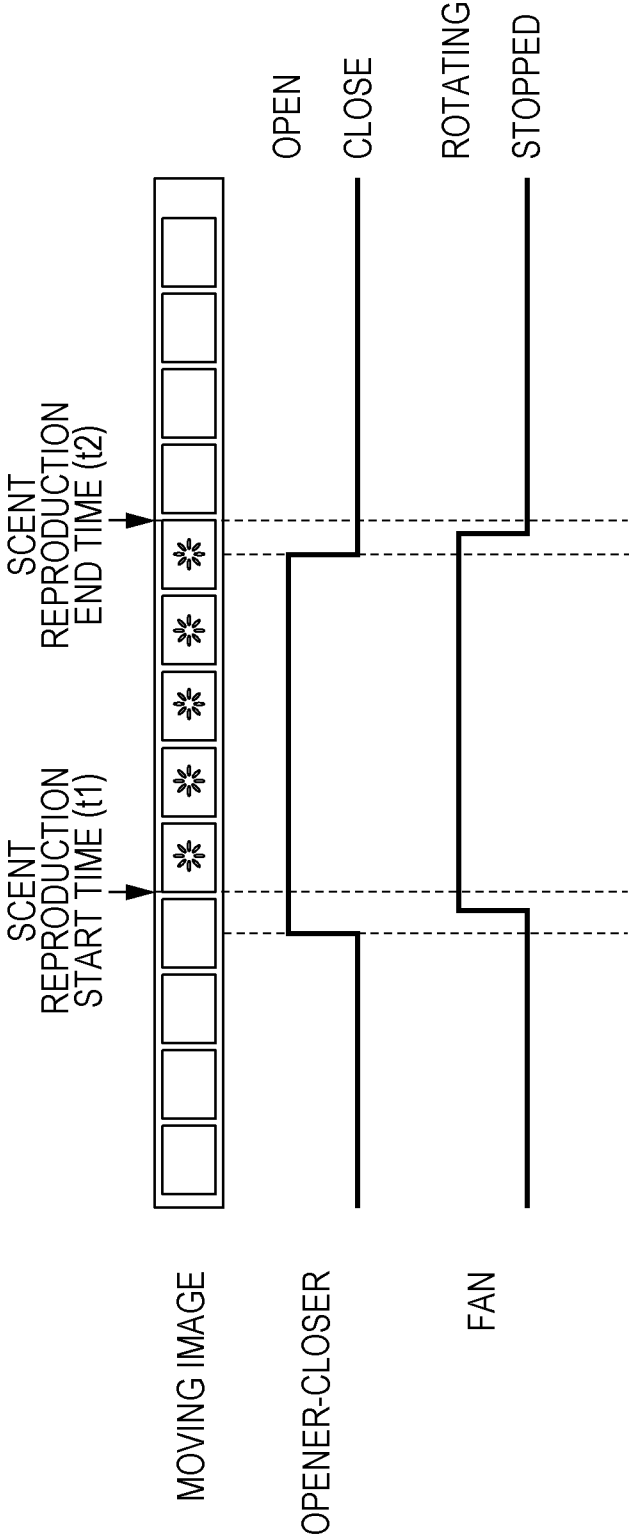 SCENT
REPRODUCTION
START TIME (t1)
SCENT
REPRODUCTION
END TIME (t2)
MOVING IMAGE
OPENER-CLOSER
OPEN
CLOSE
FAN
ROTATING
STOPPED